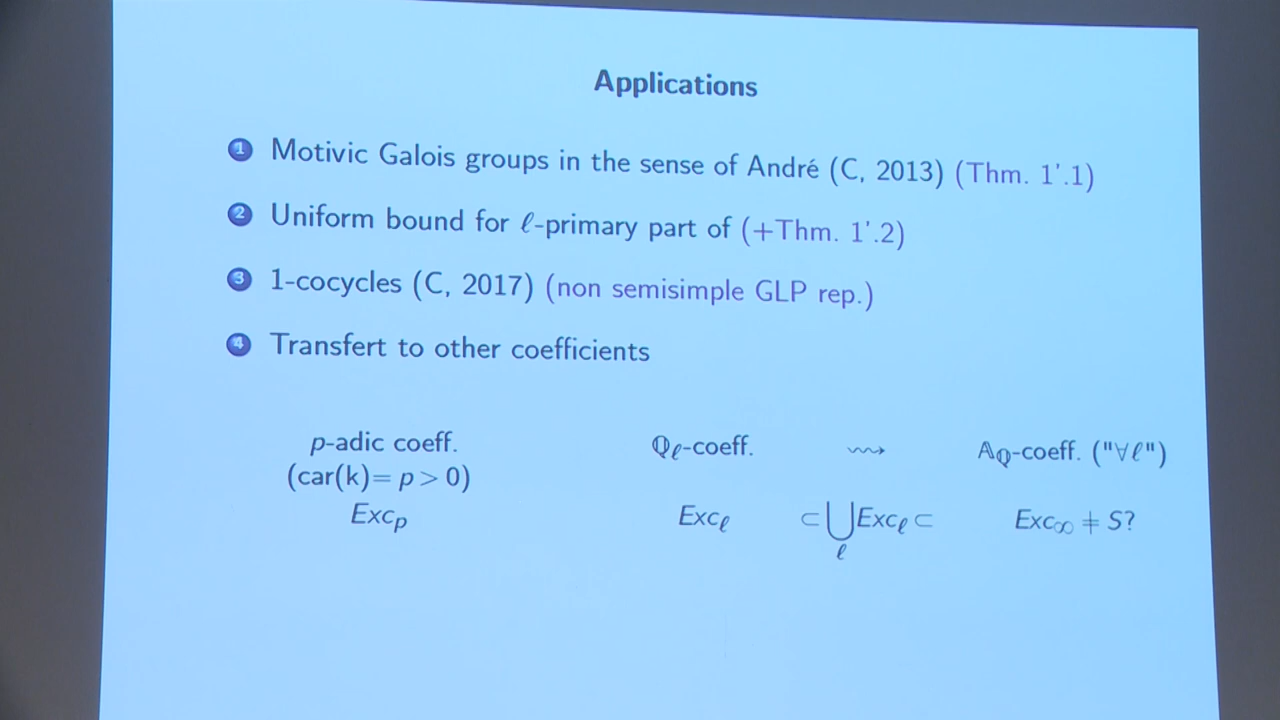 Applications
1 Motivic Galois groups in the sense of André (C, 2013) (Thm. 1'.1)
2 Uniform bound for ℓ-primary part of (+Thm. 1'.2)
3 1-cocycles (C, 2017) (non semisimple GLP rep.)
4 Transfert to other coefficients
p-adic coeff. ℚℓ-coeff. ⇝ 𝔸ℚ-coeff. ("∀ℓ")
(car(k)= p > 0)
Excp Excℓ ⊂ ⋃ Excℓ ⊂ Exc∞ ≠ S?
ℓ